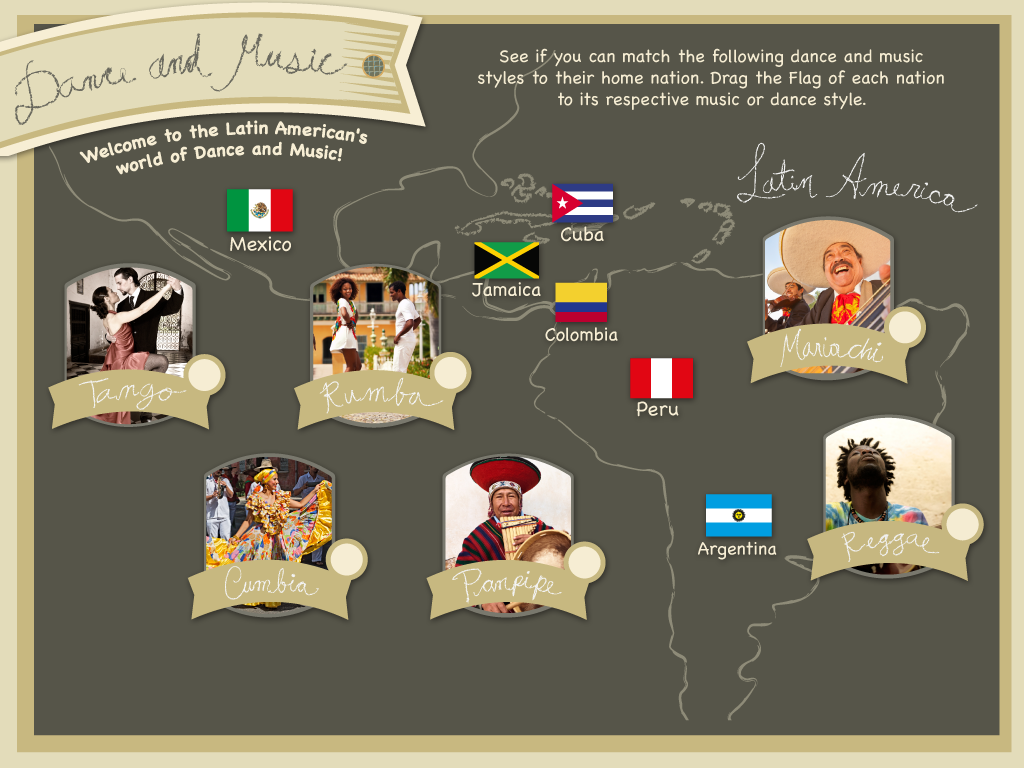 Dance and Music
See if you can match the following dance and music
styles to their home nation. Drag the Flag of each nation
to its respective music or dance style.
Welcome to the Latin American's
world of Dance and Music!
Latin America
Mexico
Cuba
Jamaica
Colombia
Peru
Argentina
Tango
Rumba
Mariachi
Cumbia
Panpipe
Reggae